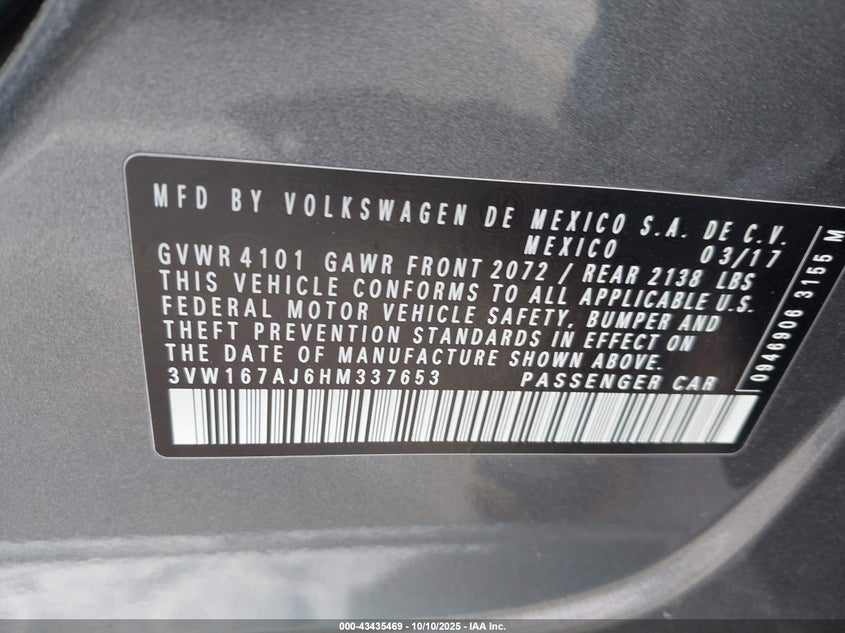 MFD BY VOLKSWAGEN DE MEXICO S.A. DE C.V.
MEXICO 03/17
GVWR 4101 GAWR FRONT 2072 / REAR 2138 LBS
THIS VEHICLE CONFORMS TO ALL APPLICABLE U.S.
FEDERAL MOTOR VEHICLE SAFETY, BUMPER AND
THEFT PREVENTION STANDARDS IN EFFECT ON
THE DATE OF MANUFACTURE SHOWN ABOVE.
3VW167AJ6HM337653 PASSENGER CAR
0946906 3155 M
000-43435469 - 10/10/2025 - IAA Inc.